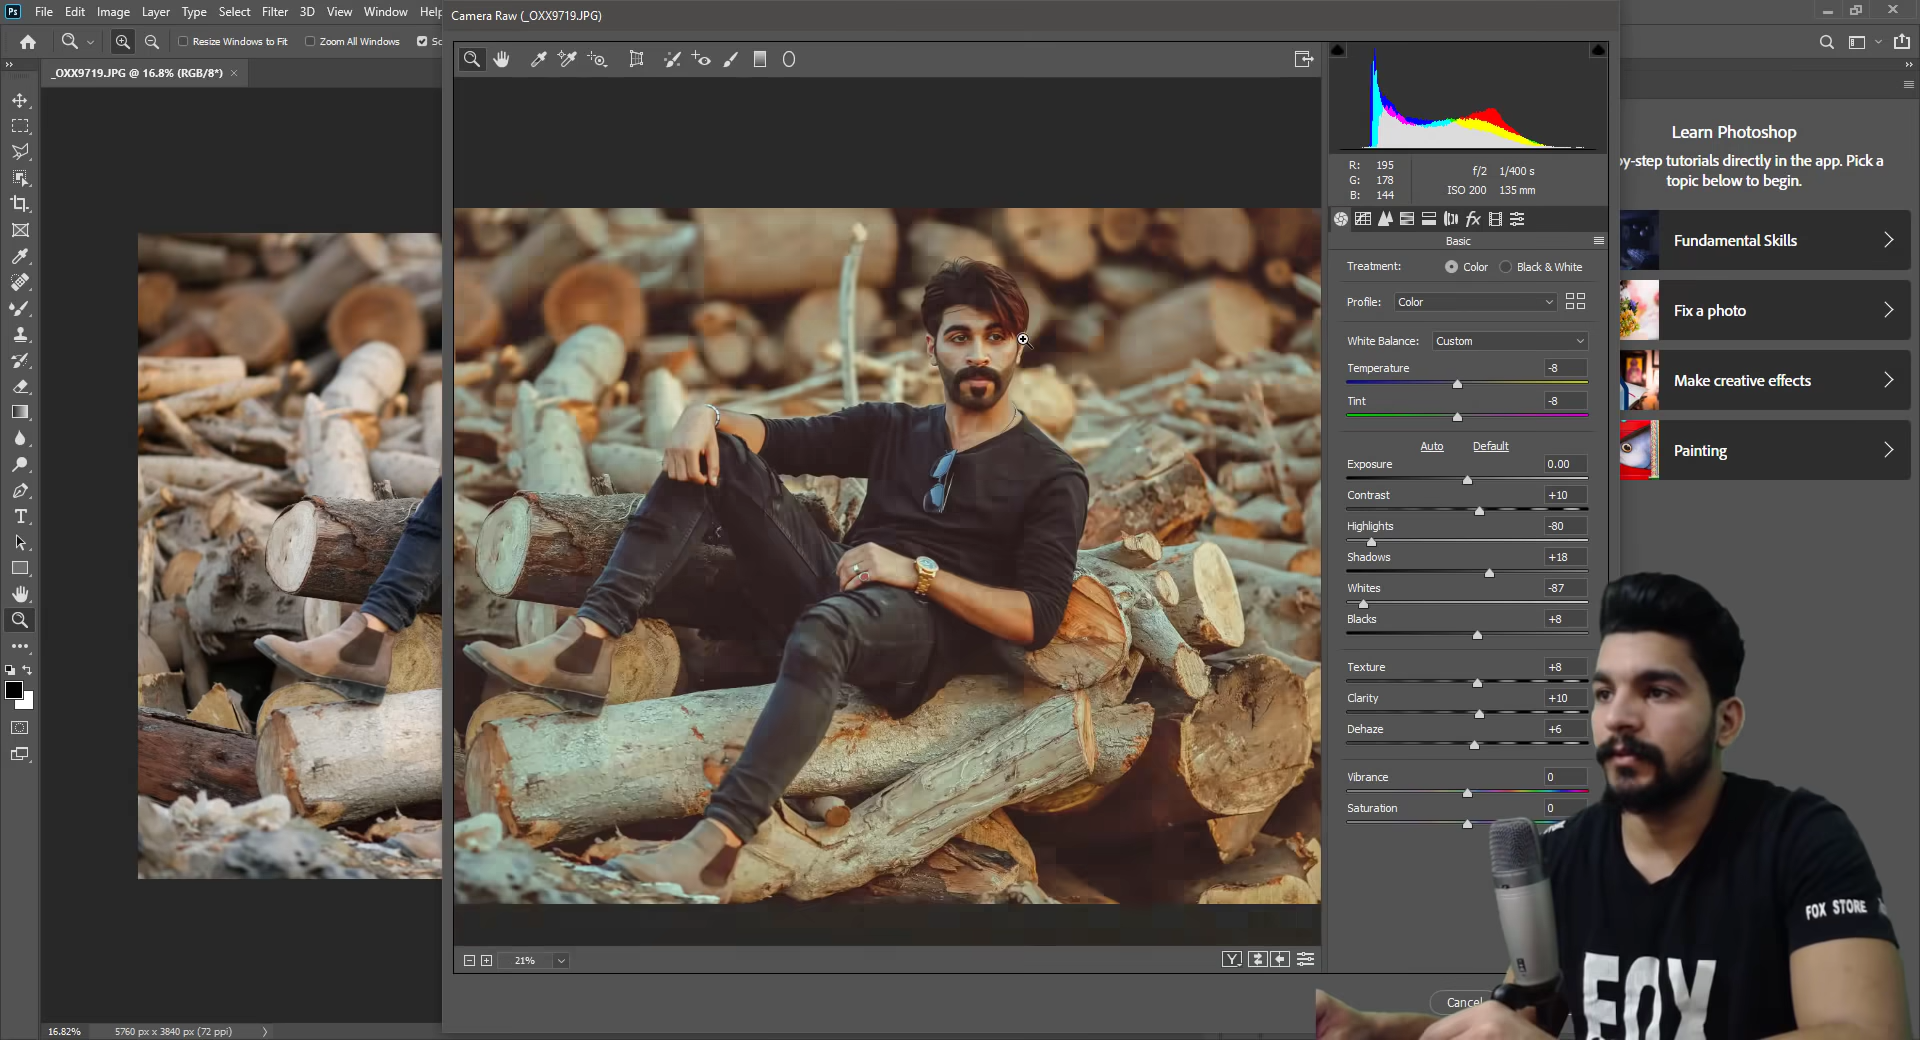 Ps File Edit Image Layer Type Select Filter 3D View Window Help
Camera Raw (_OXX9719.JPG)
Resize Windows to Fit
Zoom All Windows
_OXX9719.JPG @ 16.8% (RGB/8*) ×
R: 195
G: 178
B: 144
f/2 1/400 s
ISO 200 135 mm
Basic
Treatment: Color Black & White
Profile: Color
White Balance: Custom
Temperature -8
Tint -8
Auto Default
Exposure 0.00
Contrast +10
Highlights -80
Shadows +18
Whites -87
Blacks +8
Texture +8
Clarity +10
Dehaze +6
Vibrance 0
Saturation 0
Learn Photoshop
by-step tutorials directly in the app. Pick a
topic below to begin.
Fundamental Skills
Fix a photo
Make creative effects
Painting
FOX STORE
FOX
21%
Y
Cancel
16.82% 5760 px x 3840 px (72 ppi)